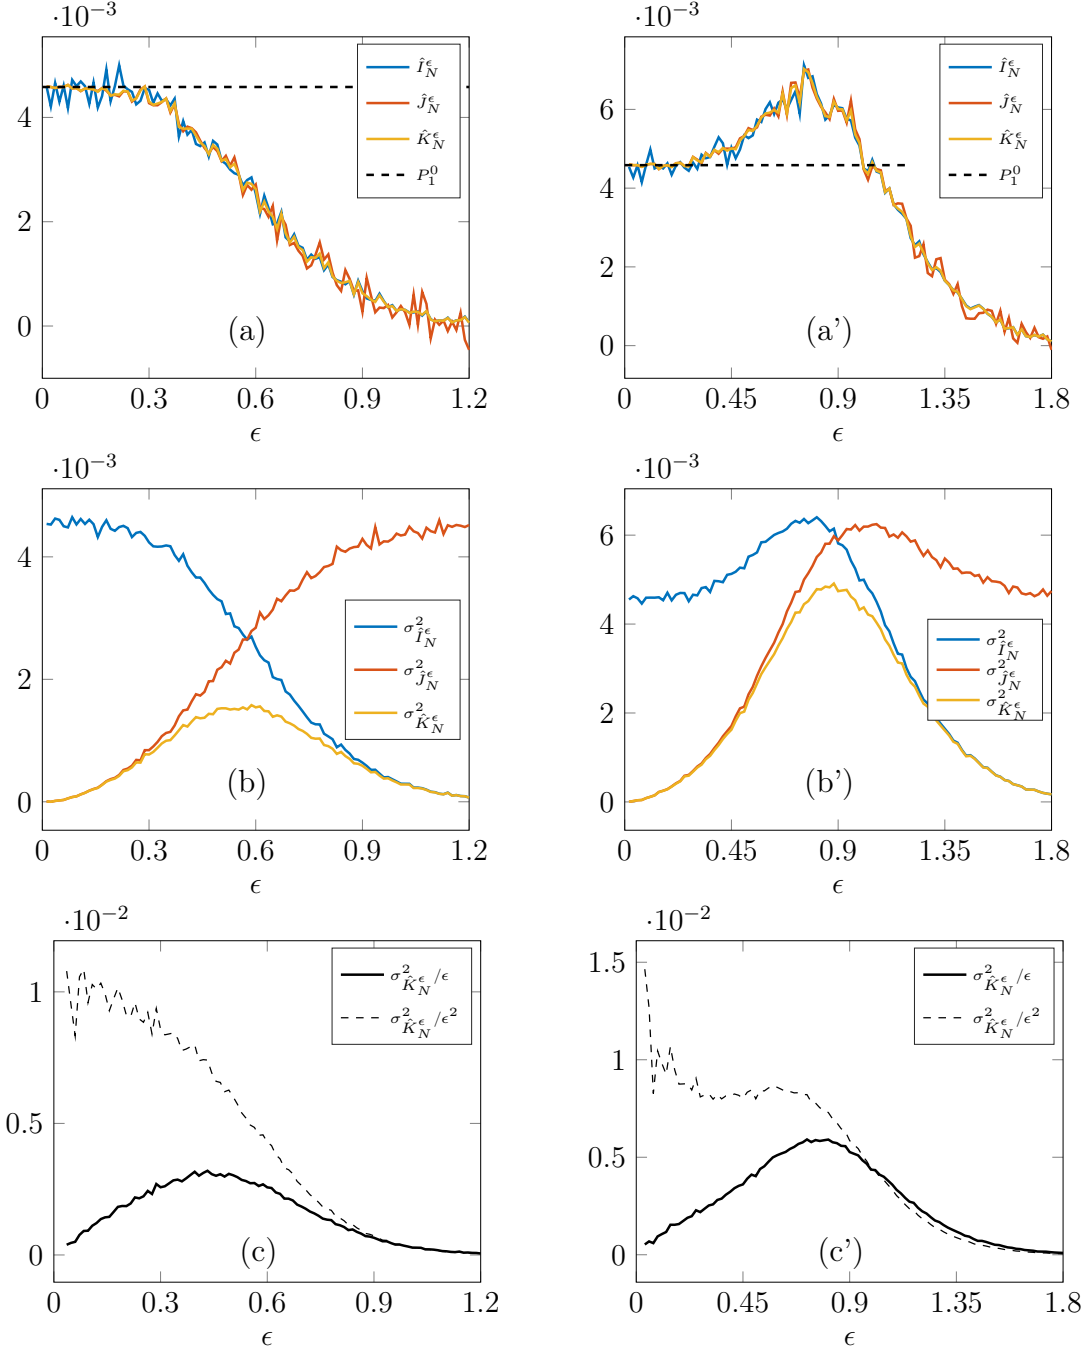 ·10⁻³
4
2
0
0 0.3 0.6 0.9 1.2
ϵ
Î_N^ϵ
Ĵ_N^ϵ
K̂_N^ϵ
P_1^0
(a)
·10⁻³
6
4
2
0
0 0.45 0.9 1.35 1.8
ϵ
Î_N^ϵ
Ĵ_N^ϵ
K̂_N^ϵ
P_1^0
(a')
·10⁻³
4
2
0
0 0.3 0.6 0.9 1.2
ϵ
σ²_{Î_N^ϵ}
σ²_{Ĵ_N^ϵ}
σ²_{K̂_N^ϵ}
(b)
·10⁻³
6
4
2
0
0 0.45 0.9 1.35 1.8
ϵ
σ²_{Î_N^ϵ}
σ²_{Ĵ_N^ϵ}
σ²_{K̂_N^ϵ}
(b')
·10⁻²
1
0.5
0
0 0.3 0.6 0.9 1.2
ϵ
σ²_{K̂_N^ϵ}/ϵ
σ²_{K̂_N^ϵ}/ϵ²
(c)
·10⁻²
1.5
1
0.5
0
0 0.45 0.9 1.35 1.8
ϵ
σ²_{K̂_N^ϵ}/ϵ
σ²_{K̂_N^ϵ}/ϵ²
(c')